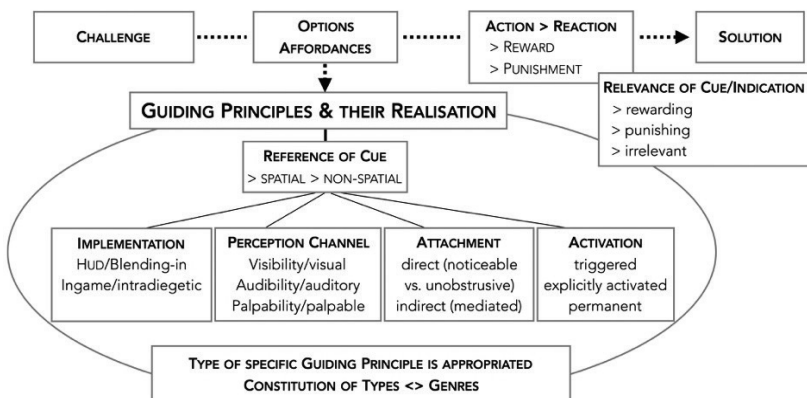 CHALLENGE
OPTIONS
AFFORDANCES
ACTION > REACTION
> REWARD
> PUNISHMENT
SOLUTION
RELEVANCE OF CUE/INDICATION
> rewarding
> punishing
> irrelevant
GUIDING PRINCIPLES & THEIR REALISATION
REFERENCE OF CUE
> SPATIAL > NON-SPATIAL
IMPLEMENTATION
HUD/Blending-in
Ingame/intradiegetic
PERCEPTION CHANNEL
Visibility/visual
Audibility/auditory
Palpability/palpable
ATTACHMENT
direct (noticeable
vs. unobstrusive)
indirect (mediated)
ACTIVATION
triggered
explicitly activated
permanent
TYPE OF SPECIFIC GUIDING PRINCIPLE IS APPROPRIATED
CONSTITUTION OF TYPES <> GENRES